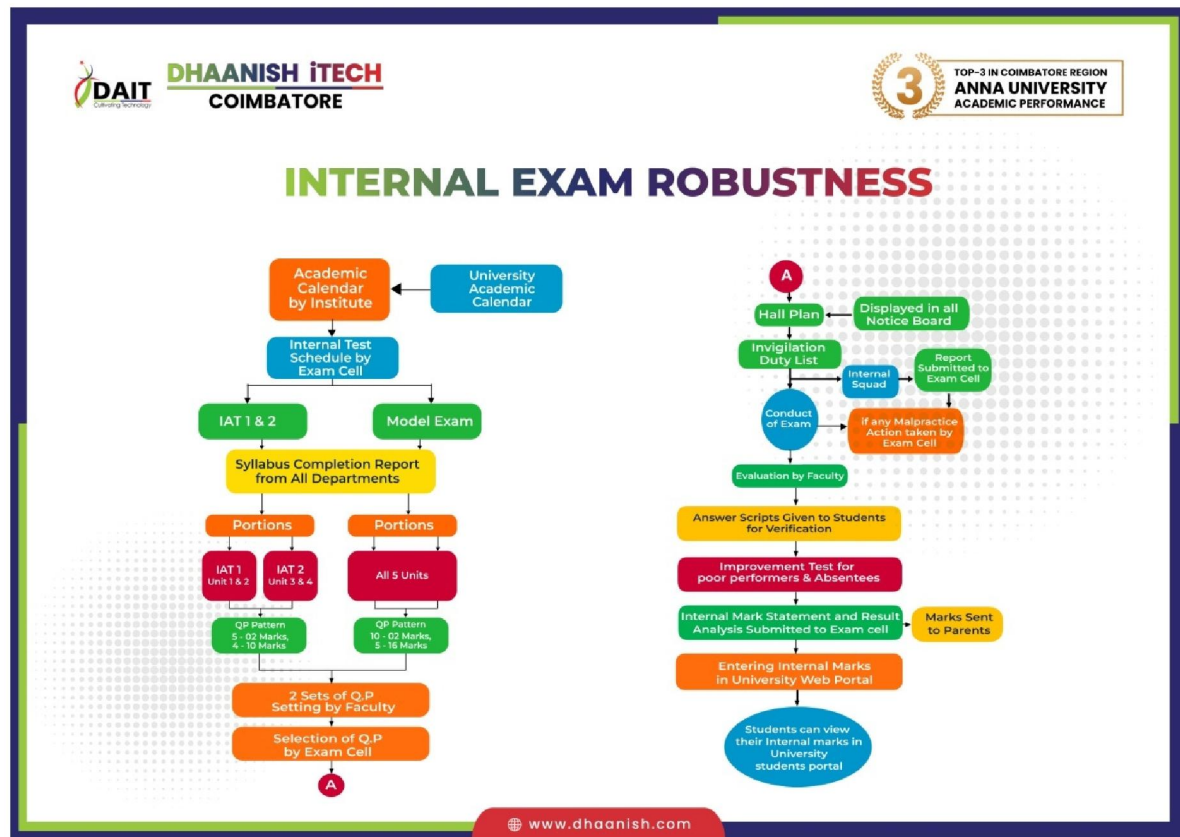 DAIT
Cultivating Technology
DHAANISH iTECH
COIMBATORE
3
TOP-3 IN COIMBATORE REGION
ANNA UNIVERSITY
ACADEMIC PERFORMANCE
INTERNAL EXAM ROBUSTNESS
Academic
Calendar
by Institute
University
Academic
Calendar
Internal Test
Schedule by
Exam Cell
IAT 1 & 2
Model Exam
Syllabus Completion Report
from All Departments
Portions
Portions
IAT 1
Unit 1 & 2
IAT 2
Unit 3 & 4
All 5 Units
QP Pattern
5 - 02 Marks,
4 - 10 Marks
QP Pattern
10 - 02 Marks,
5 - 16 Marks
2 Sets of Q.P
Setting by Faculty
Selection of Q.P
by Exam Cell
A
A
Hall Plan
Displayed in all
Notice Board
Invigilation
Duty List
Internal
Squad
Report
Submitted to
Exam Cell
Conduct
of Exam
if any Malpractice
Action taken by
Exam Cell
Evaluation by Faculty
Answer Scripts Given to Students
for Verification
Improvement Test for
poor performers & Absentees
Internal Mark Statement and Result
Analysis Submitted to Exam cell
Marks Sent
to Parents
Entering Internal Marks
in University Web Portal
Students can view
their Internal marks in
University
students portal
www.dhaanish.com